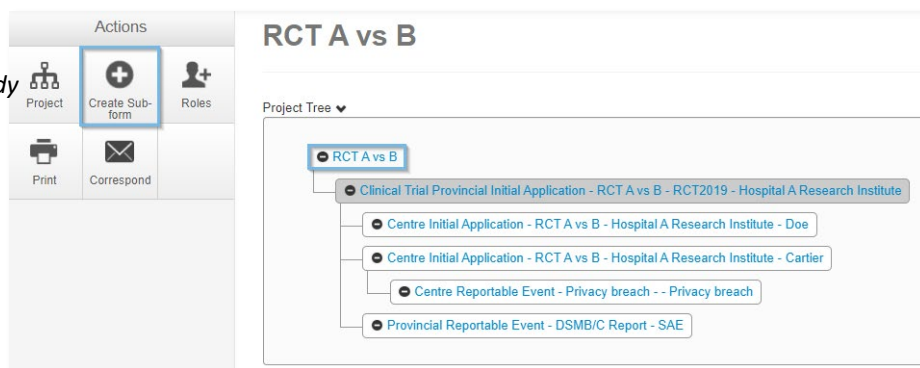 Actions
dy
Project
Create Sub-
form
Roles
Print
Correspond
RCT A vs B
Project Tree
RCT A vs B
Clinical Trial Provincial Initial Application - RCT A vs B - RCT2019 - Hospital A Research Institute
Centre Initial Application - RCT A vs B - Hospital A Research Institute - Doe
Centre Initial Application - RCT A vs B - Hospital A Research Institute - Cartier
Centre Reportable Event - Privacy breach - - Privacy breach
Provincial Reportable Event - DSMB/C Report - SAE